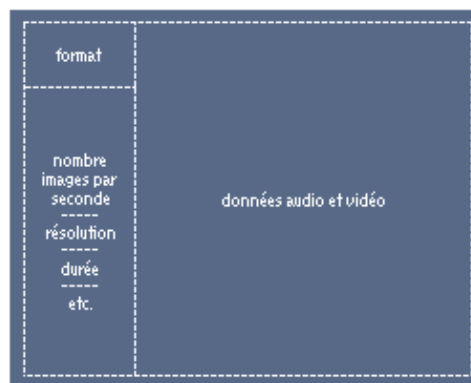 format
nombre
images par
seconde
résolution
durée
etc.
données audio et vidéo